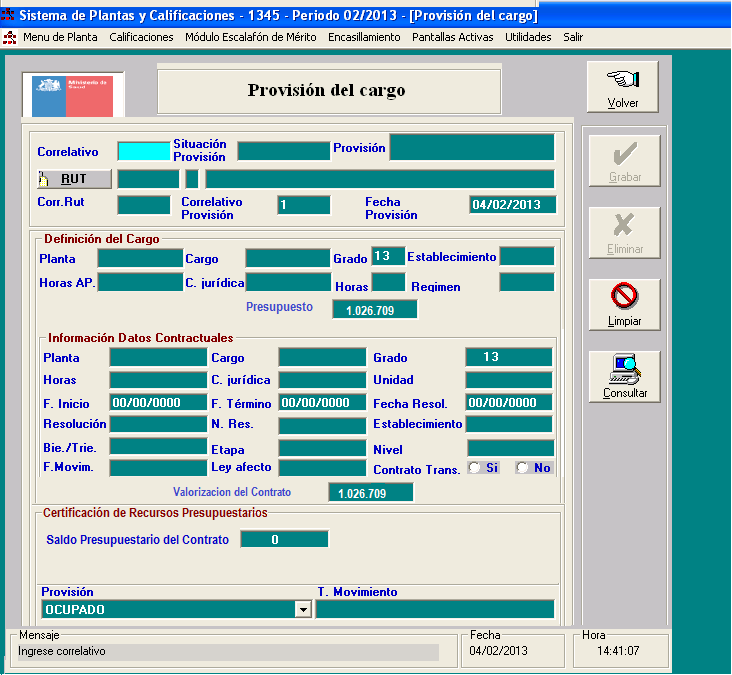 Sistema de Plantas y Calificaciones - 1345 - Periodo 02/2013 - [Provisión del cargo]
Menu de Planta Calificaciones Módulo Escalafón de Mérito Encasillamiento Pantallas Activas Utilidades Salir
Ministerio de
Salud
Provisión del cargo
Volver
Correlativo Situación Provisión Provisión
RUT
Corr.Rut Correlativo Provisión 1 Fecha Provisión 04/02/2013
Grabar
Eliminar
Limpiar
Consultar
Definición del Cargo
Planta Cargo Grado 13 Establecimiento
Horas AP. C. jurídica Horas Regimen
Presupuesto 1.026.709
Información Datos Contractuales
Planta Cargo Grado 13
Horas C. jurídica Unidad
F. Inicio 00/00/0000 F. Término 00/00/0000 Fecha Resol. 00/00/0000
Resolución N. Res. Establecimiento
Bie./Trie. Etapa Nivel
F.Movim. Ley afecto Contrato Trans. Si No
Valorizacion del Contrato 1.026.709
Certificación de Recursos Presupuestarios
Saldo Presupuestario del Contrato 0
Provisión T. Movimiento
OCUPADO
Mensaje Fecha Hora
Ingrese correlativo 04/02/2013 14:41:07